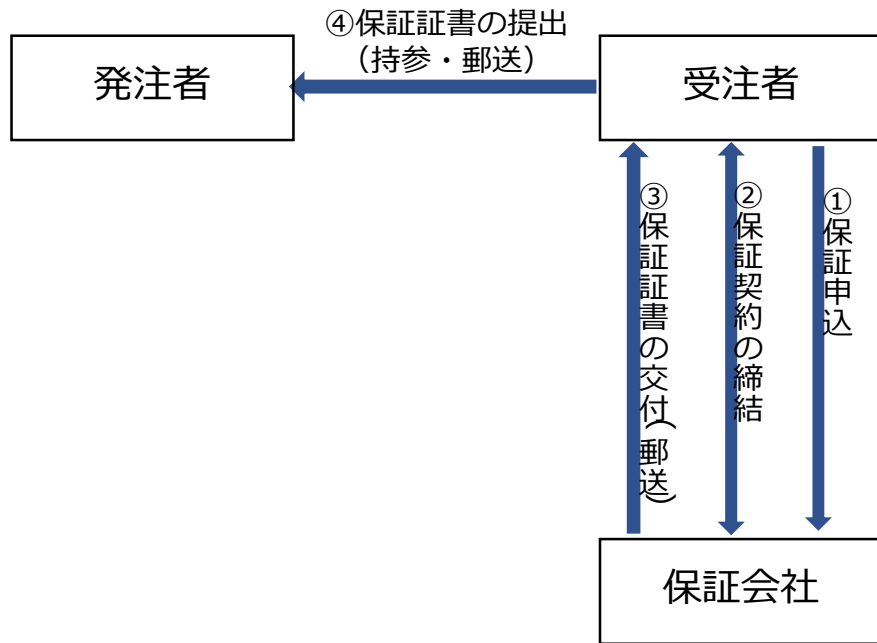 ④保証証書の提出
（持参・郵送）
発注者
受注者
①保証申込
②保証契約の締結
③保証証書の交付（郵送）
保証会社